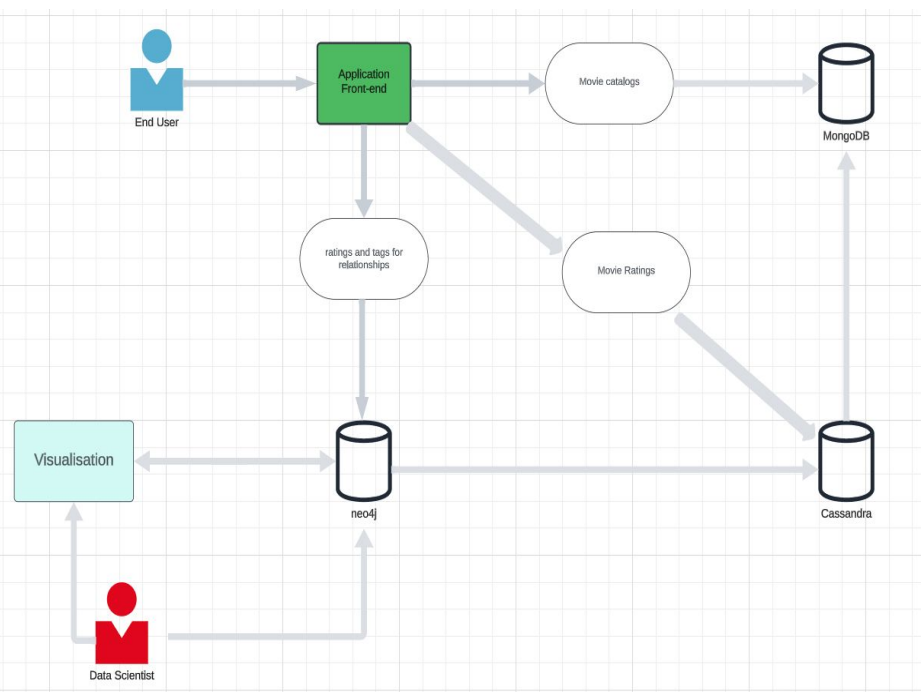 Application
Front-end
Movie catalogs
End User
MongoDB
ratings and tags for
relationships
Movie Ratings
Visualisation
neo4j
Cassandra
Data Scientist